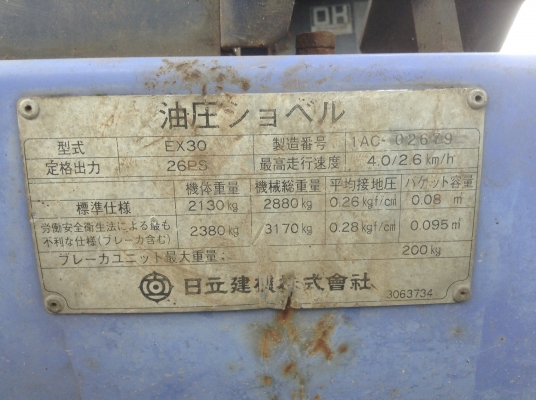 油圧ショベル
型式 EX30 製造番号 1AC-02679
定格出力 26PS 最高走行速度 4.0/2.6 km/h
機体重量 機械総重量 平均接地圧 バケット容量
標準仕様 2130 kg 2880 kg 0.26 kgf/cm² 0.08 m³
労働安全衛生法による最も
不利な仕様(ブレーカ含む) 2380 kg 3170 kg 0.28 kgf/cm² 0.095 m³
ブレーカユニット最大重量 200 kg
日立建機株式會社
3063734